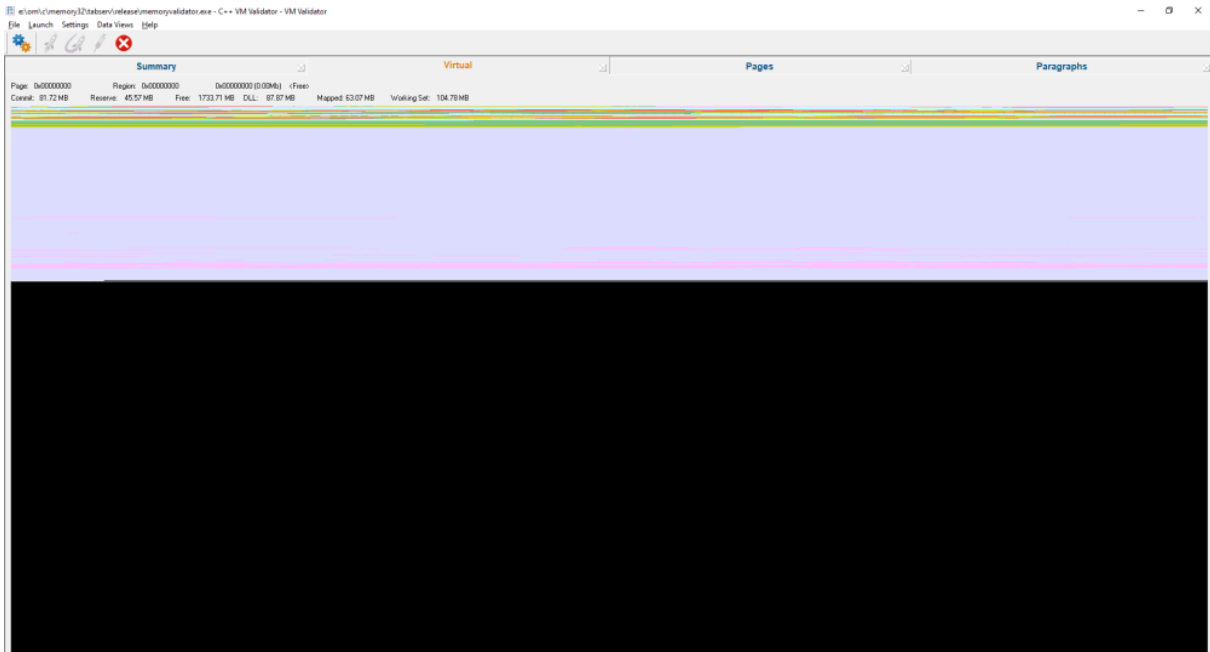 e:\om\c\memory32\tabserv\release\memoryvalidator.exe - C++ VM Validator - VM Validator
File Launch Settings Data Views Help
Summary Virtual Pages Paragraphs
Page: 0x00000000 Region: 0x00000000 0x00000000 (0.00Mb) <Free>
Commit: 81.72 MB Reserve: 45.57 MB Free: 1733.71 MB DLL: 87.87 MB Mapped: 63.07 MB Working Set: 104.78 MB